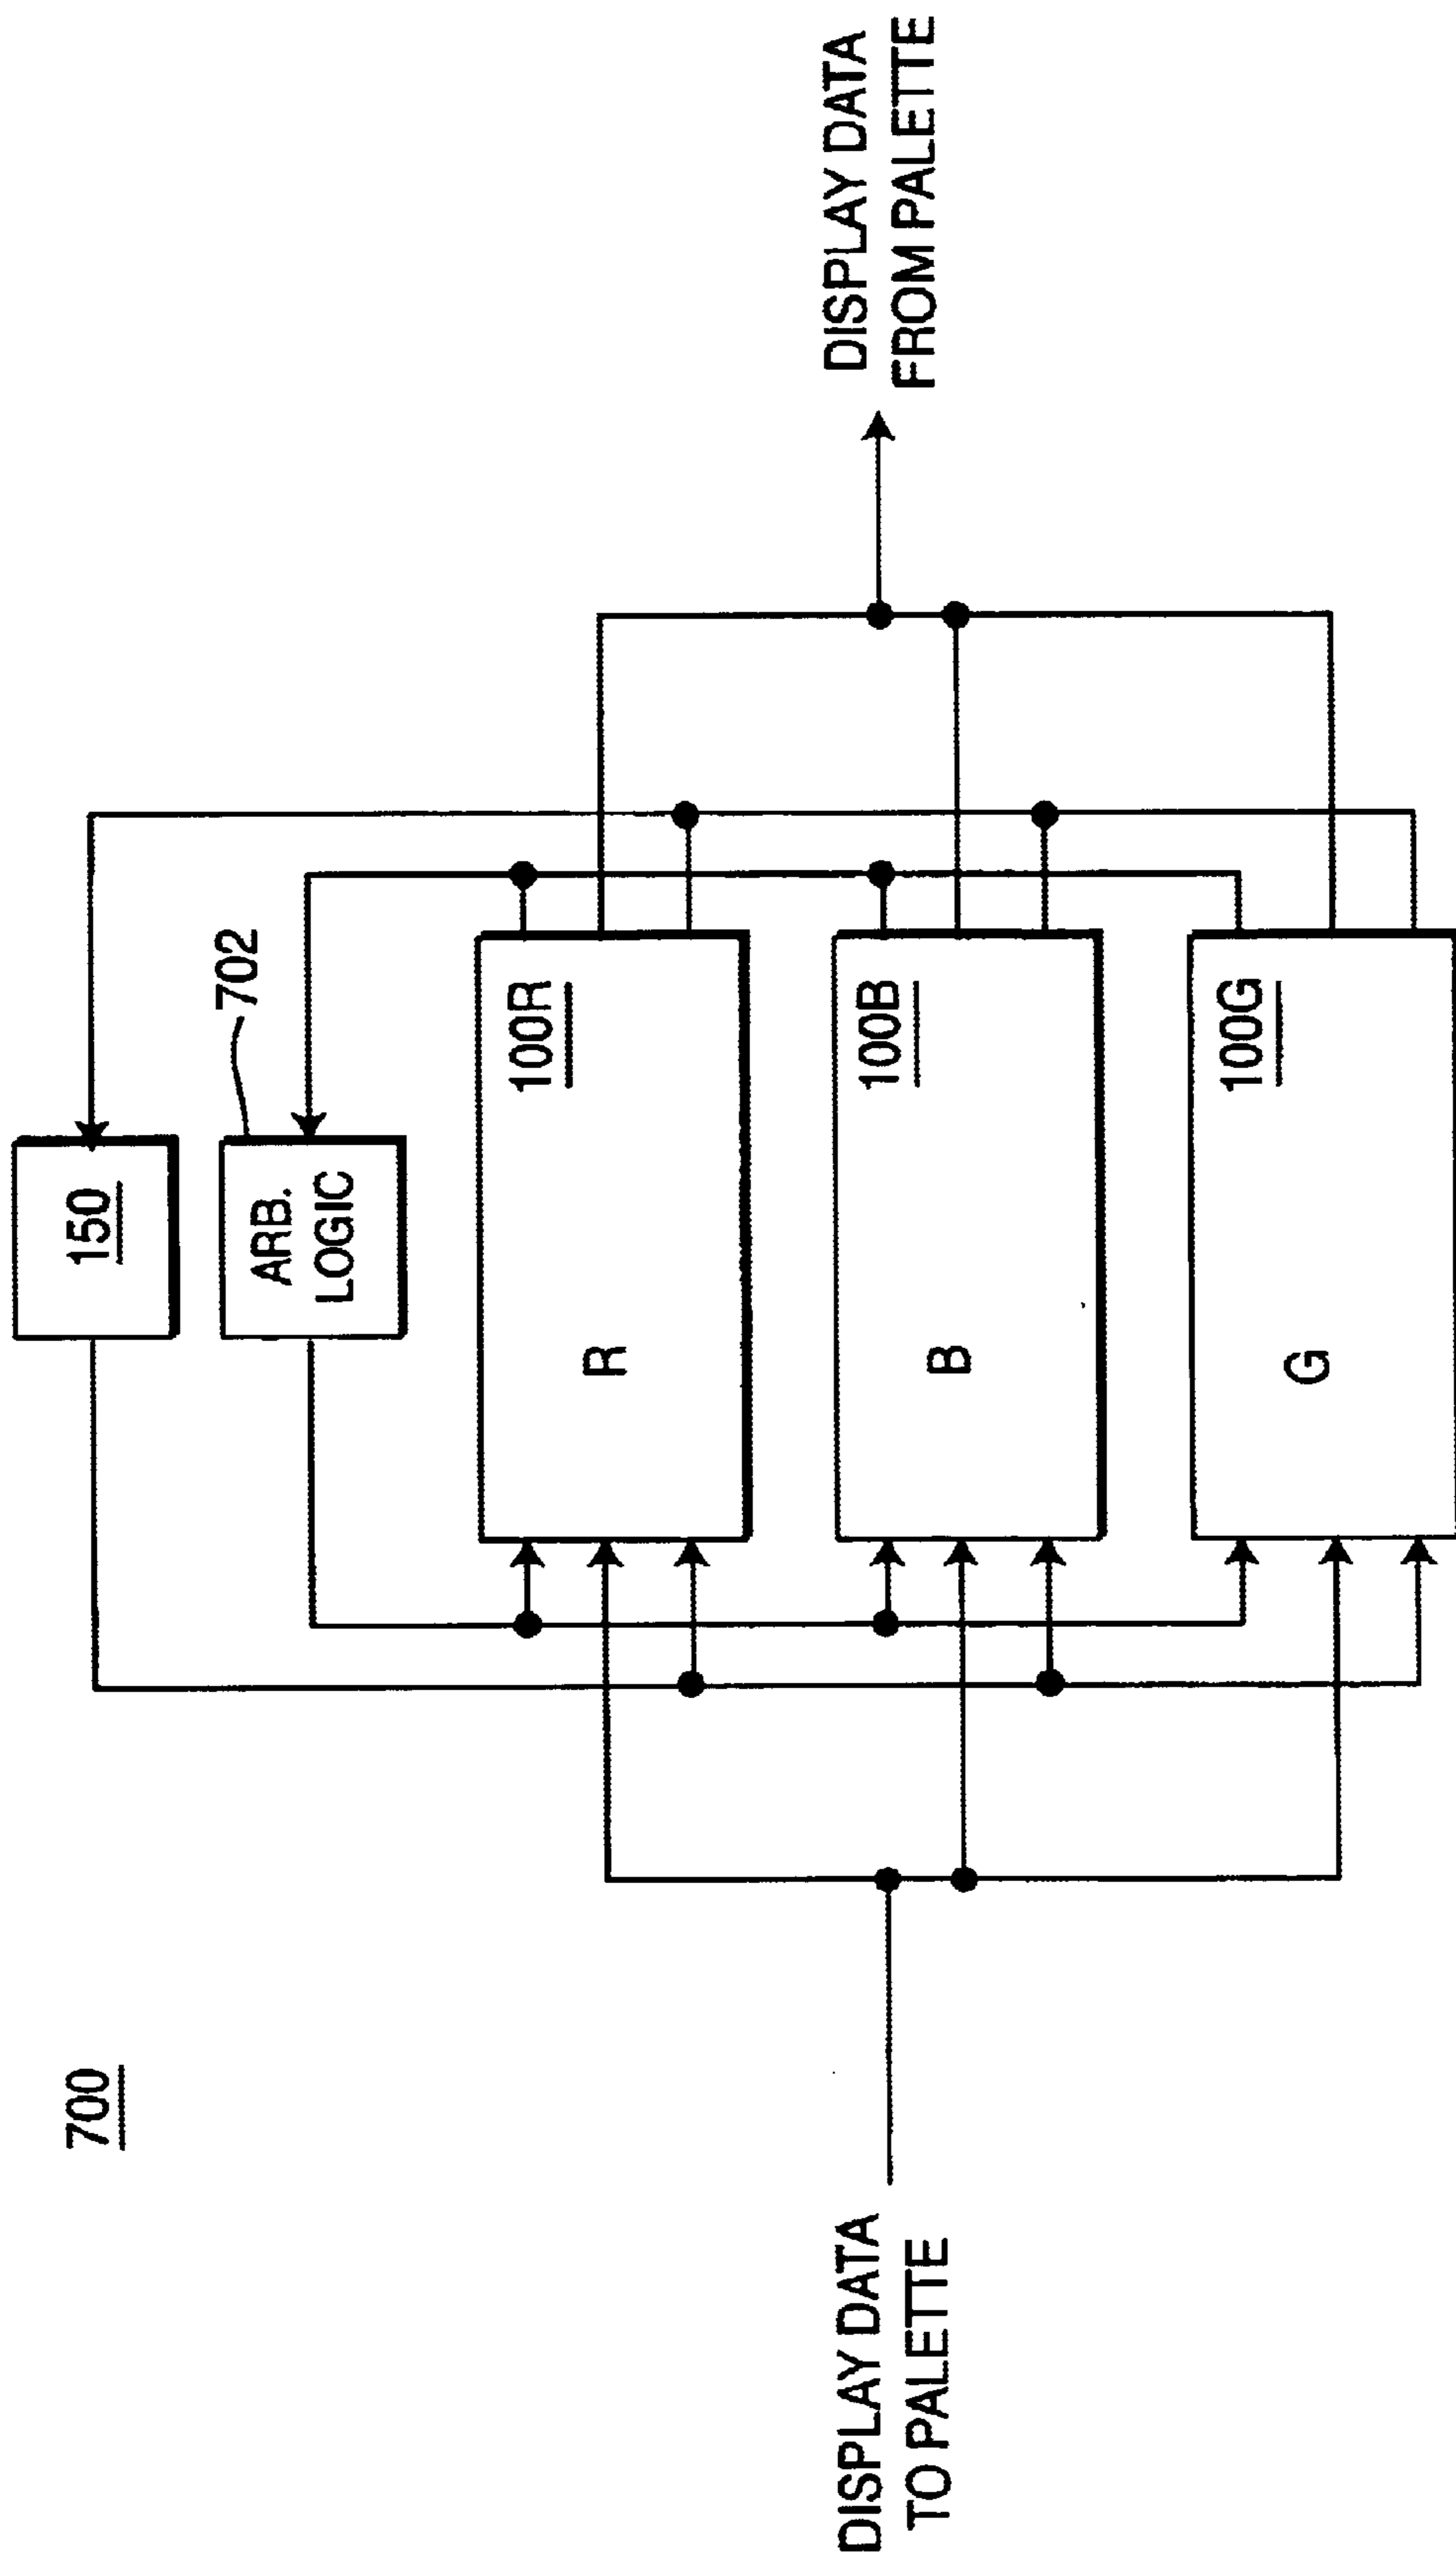 700
150
702
ARB.
LOGIC
100R
R
100B
B
100G
G
DISPLAY DATA
TO PALETTE
DISPLAY DATA
FROM PALETTE